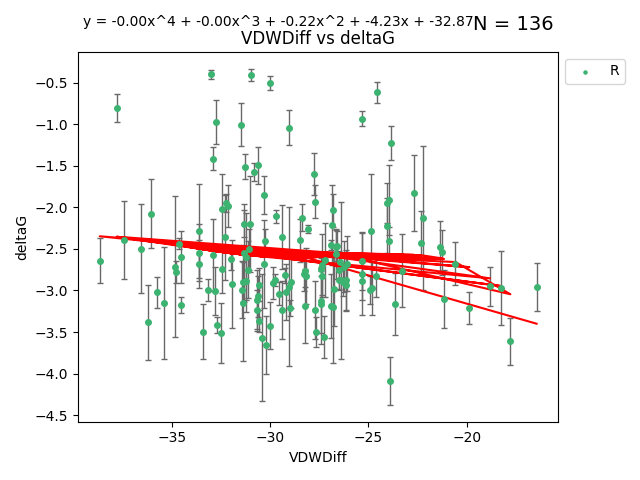 y = -0.00x^4 + -0.00x^3 + -0.22x^2 + -4.23x + -32.87
N = 136
VDWDiff vs deltaG
R
deltaG
−0.5
−1.0
−1.5
−2.0
−2.5
−3.0
−3.5
−4.0
−4.5
−35 −30 −25 −20
VDWDiff